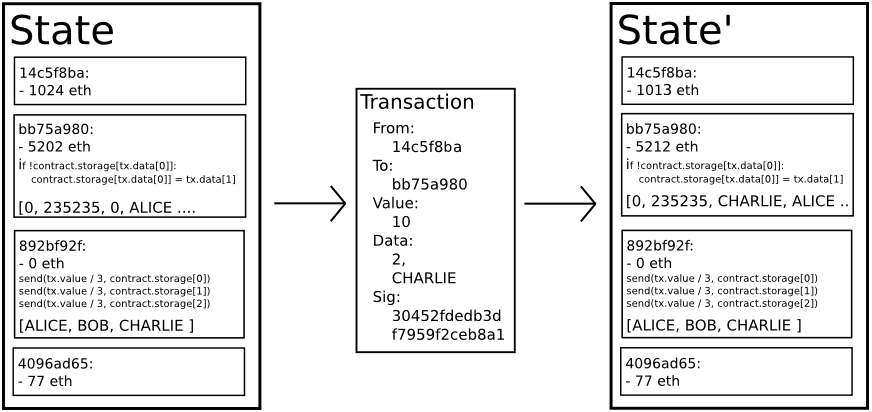 State
14c5f8ba:
- 1024 eth
bb75a980:
- 5202 eth
if !contract.storage[tx.data[0]]:
contract.storage[tx.data[0]] = tx.data[1]
[0, 235235, 0, ALICE ....
892bf92f:
- 0 eth
send(tx.value / 3, contract.storage[0])
send(tx.value / 3, contract.storage[1])
send(tx.value / 3, contract.storage[2])
[ALICE, BOB, CHARLIE ]
4096ad65:
- 77 eth
Transaction
From:
14c5f8ba
To:
bb75a980
Value:
10
Data:
2,
CHARLIE
Sig:
30452fdedb3d
f7959f2ceb8a1
State'
14c5f8ba:
- 1013 eth
bb75a980:
- 5212 eth
if !contract.storage[tx.data[0]]:
contract.storage[tx.data[0]] = tx.data[1]
[0, 235235, CHARLIE, ALICE ..
892bf92f:
- 0 eth
send(tx.value / 3, contract.storage[0])
send(tx.value / 3, contract.storage[1])
send(tx.value / 3, contract.storage[2])
[ALICE, BOB, CHARLIE ]
4096ad65:
- 77 eth